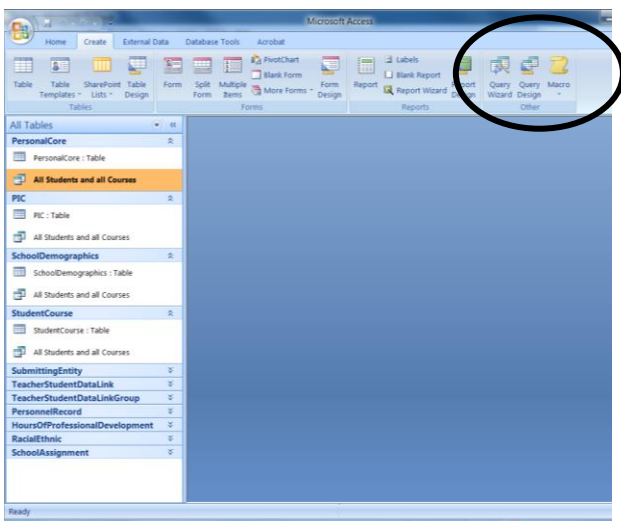 Microsoft Access
Home Create External Data Database Tools Acrobat
Table Table Templates SharePoint Lists Table Design
Form Split Form Multiple Items PivotChart Blank Form More Forms Form Design
Report Labels Blank Report Report Wizard Report Design
Query Wizard Query Design Macro
Tables Forms Reports Other
All Tables
PersonalCore
PersonalCore : Table
All Students and all Courses
PIC
PIC : Table
All Students and all Courses
SchoolDemographics
SchoolDemographics : Table
All Students and all Courses
StudentCourse
StudentCourse : Table
All Students and all Courses
SubmittingEntity
TeacherStudentDataLink
TeacherStudentDataLinkGroup
PersonnelRecord
HoursOfProfessionalDevelopment
RacialEthnic
SchoolAssignment
Ready